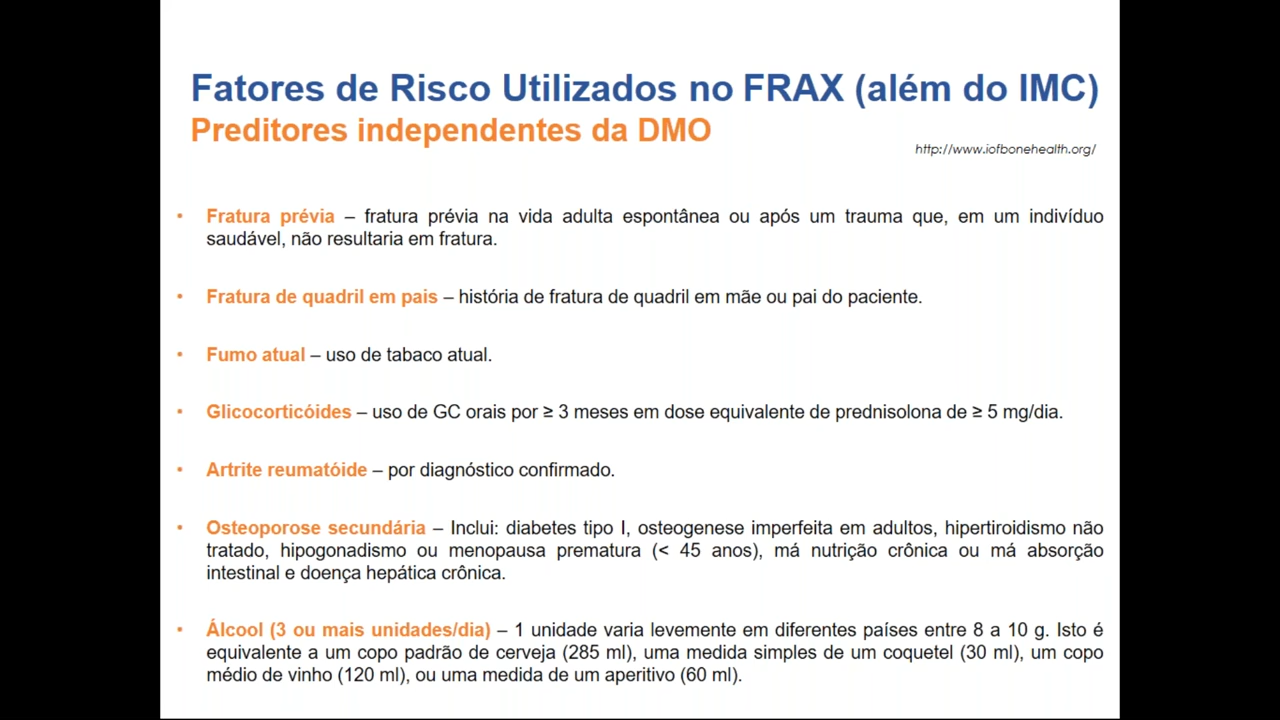 Fatores de Risco Utilizados no FRAX (além do IMC)
Preditores independentes da DMO
http://www.iofbonehealth.org/
• Fratura prévia – fratura prévia na vida adulta espontânea ou após um trauma que, em um indivíduo
saudável, não resultaria em fratura.
• Fratura de quadril em pais – história de fratura de quadril em mãe ou pai do paciente.
• Fumo atual – uso de tabaco atual.
• Glicocorticóides – uso de GC orais por ≥ 3 meses em dose equivalente de prednisolona de ≥ 5 mg/dia.
• Artrite reumatóide – por diagnóstico confirmado.
• Osteoporose secundária – Inclui: diabetes tipo I, osteogenese imperfeita em adultos, hipertiroidismo não
tratado, hipogonadismo ou menopausa prematura (< 45 anos), má nutrição crônica ou má absorção
intestinal e doença hepática crônica.
• Álcool (3 ou mais unidades/dia) – 1 unidade varia levemente em diferentes países entre 8 a 10 g. Isto é
equivalente a um copo padrão de cerveja (285 ml), uma medida simples de um coquetel (30 ml), um copo
médio de vinho (120 ml), ou uma medida de um aperitivo (60 ml).